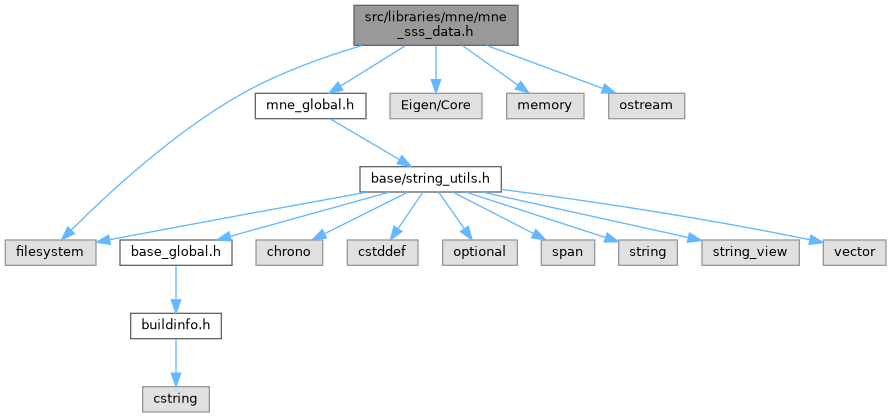 src/libraries/mne/mne
_sss_data.h
mne_global.h
Eigen/Core
memory
ostream
base/string_utils.h
filesystem
base_global.h
chrono
cstddef
optional
span
string
string_view
vector
buildinfo.h
cstring